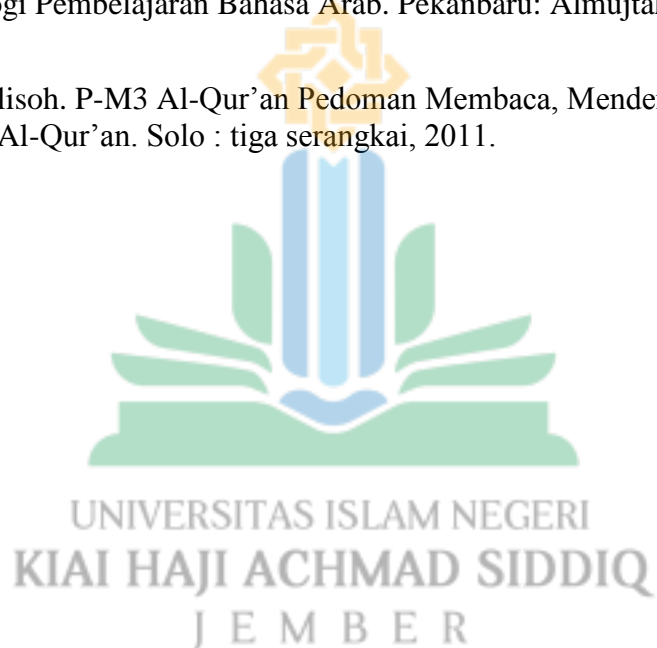 ogi Pembelajaran Bahasa Arab. Pekanbaru: Almujta
lisoh. P-M3 Al-Qur’an Pedoman Membaca, Mende
Al-Qur’an. Solo : tiga serangkai, 2011.
UNIVERSITAS ISLAM NEGERI
KIAI HAJI ACHMAD SIDDIQ
J E M B E R